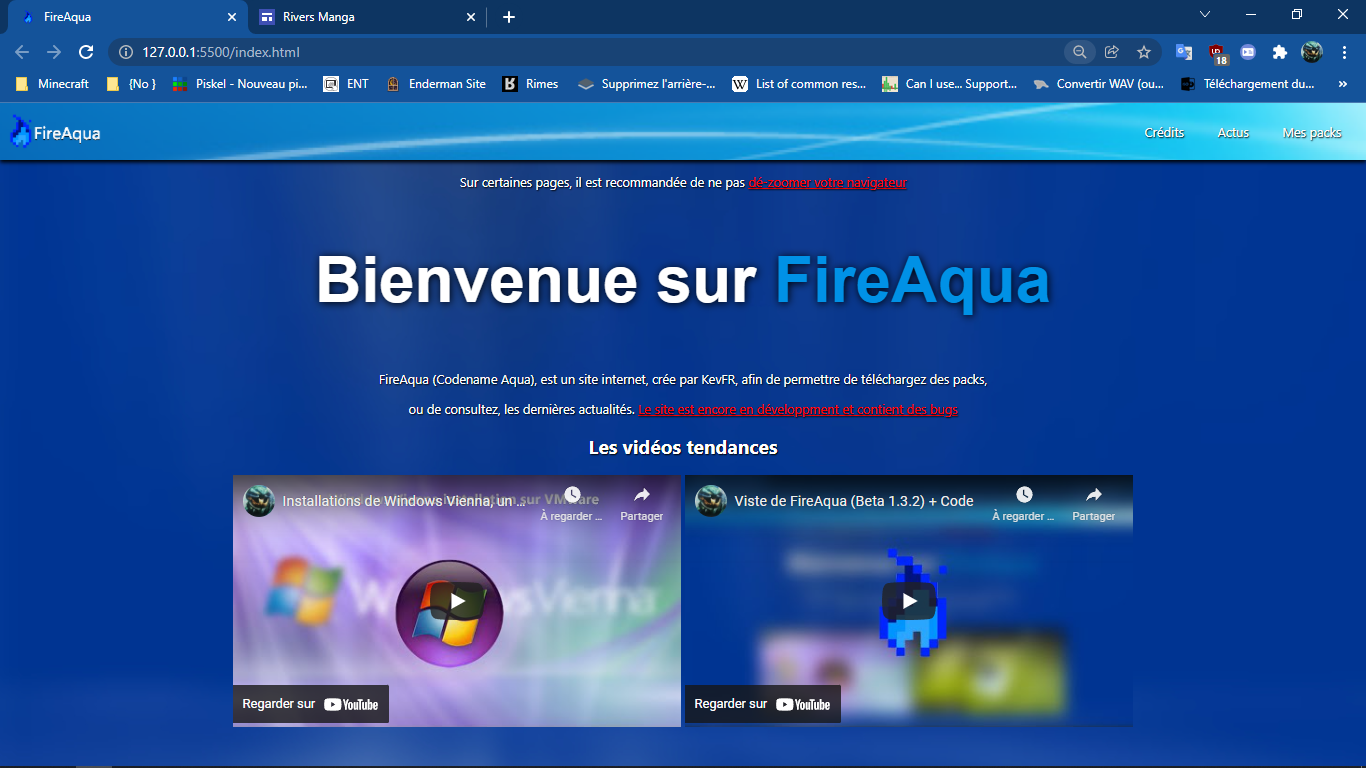 FireAqua
Rivers Manga
127.0.0.1:5500/index.html
18
Minecraft
{No }
Piskel - Nouveau pi...
ENT
Enderman Site
Rimes
Supprimez l'arrière-...
List of common res...
Can I use... Support...
Convertir WAV (ou...
Téléchargement du...
»
FireAqua
Crédits
Actus
Mes packs
Sur certaines pages, il est recommandée de ne pas dé-zoomer votre navigateur
Bienvenue sur FireAqua
FireAqua (Codename Aqua), est un site internet, crée par KevFR, afin de permettre de téléchargez des packs,
ou de consultez, les dernières actualités. Le site est encore en développment et contient des bugs
Les vidéos tendances
Installations de Windows Vienna, un ...
À regarder ...
Partager
Windows Vienna
Regarder sur YouTube
Viste de FireAqua (Beta 1.3.2) + Code
À regarder ...
Partager
Regarder sur YouTube